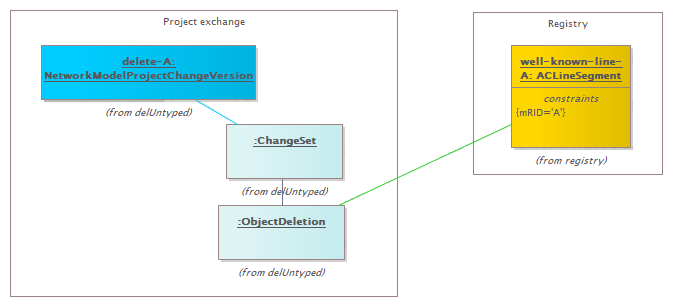 Project exchange
delete-A:
NetworkModelProjectChangeVersion
(from delUntyped)
:ChangeSet
(from delUntyped)
:ObjectDeletion
(from delUntyped)
Registry
well-known-line-
A: ACLineSegment
constraints
{mRID='A'}
(from registry)